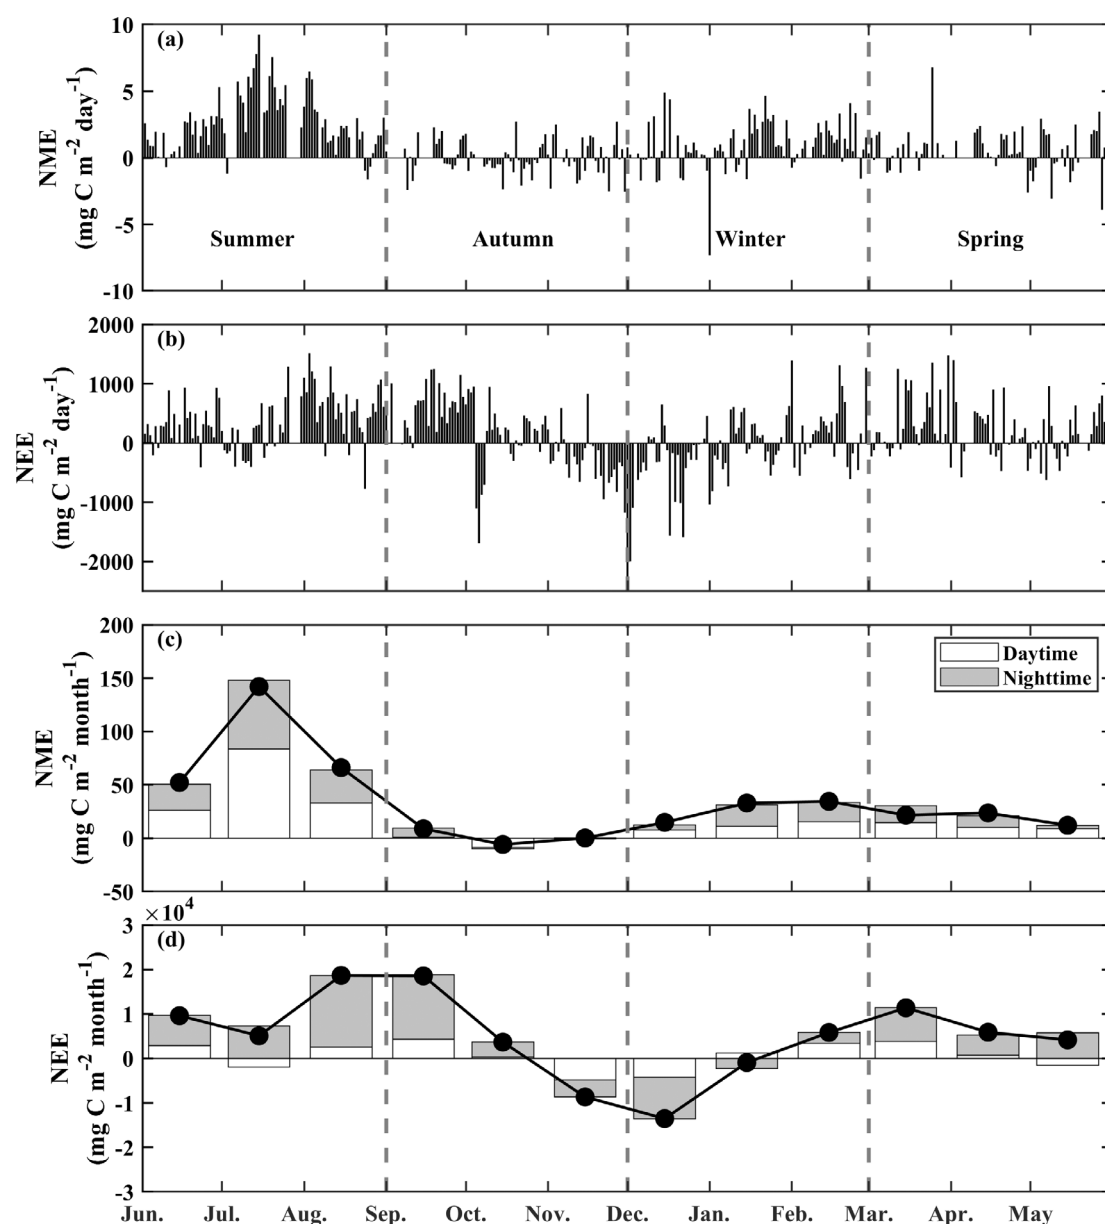 (a)
10
5
0
-5
-10
NME
(mg C m⁻² day⁻¹)
Summer Autumn Winter Spring
(b)
2000
1000
0
-1000
-2000
NEE
(mg C m⁻² day⁻¹)
(c)
200
150
100
50
0
-50
NME
(mg C m⁻² month⁻¹)
Daytime
Nighttime
×10⁴
(d)
3
2
1
0
-1
-2
-3
NEE
(mg C m⁻² month⁻¹)
Jun. Jul. Aug. Sep. Oct. Nov. Dec. Jan. Feb. Mar. Apr. May